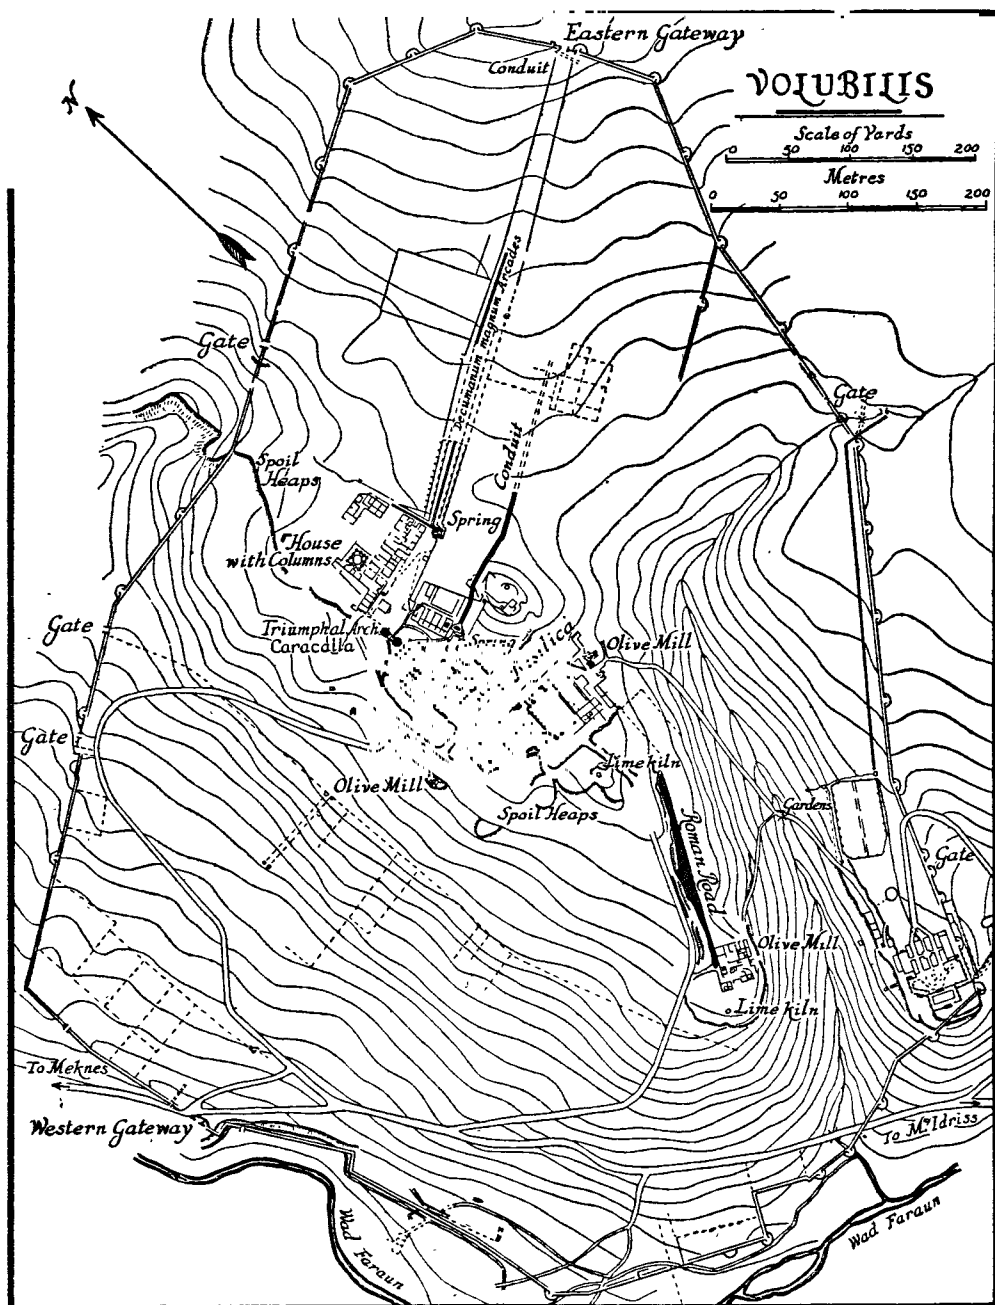 Eastern Gateway
Conduit
VOLUBILIS
Scale of Yards
0 50 100 150 200
Metres
0 50 100 150 200
N
Decumanum magnum Arcades
Gate
Gate
Conduit
Spoil
Heaps
Spring
House
with Columns
Gate
Triumphal Arch
Caracalla
Spring
Olive Mill
Gate
Olive Mill
Lime kiln
Spoil Heaps
Gardens
Roman Road
Gate
Olive Mill
Lime kiln
To Meknes
Western Gateway
To Mᵗ Idriss
Wad Faraun
Wad Faraun